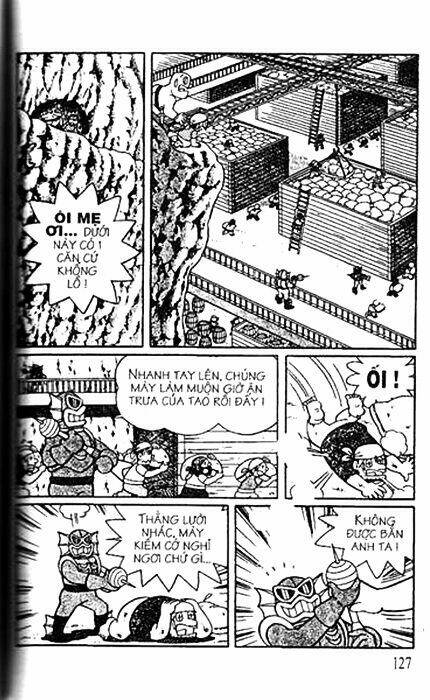 ÔI MẸ
ƠI... DƯỚI
NÀY CÓ 1
CĂN CỨ
KHỔNG
LỒ!
NHANH TAY LÊN, CHÚNG
MÀY LÀM MUỘN GIỜ ĂN
TRƯA CỦA TAO RỒI ĐẤY!
ỐI!
THẰNG LƯỜI
NHÁC, MÀY
KIẾM CỚ NGHỈ
NGƠI CHỨ GÌ...
KHÔNG
ĐƯỢC BẮN
ANH TA!
127